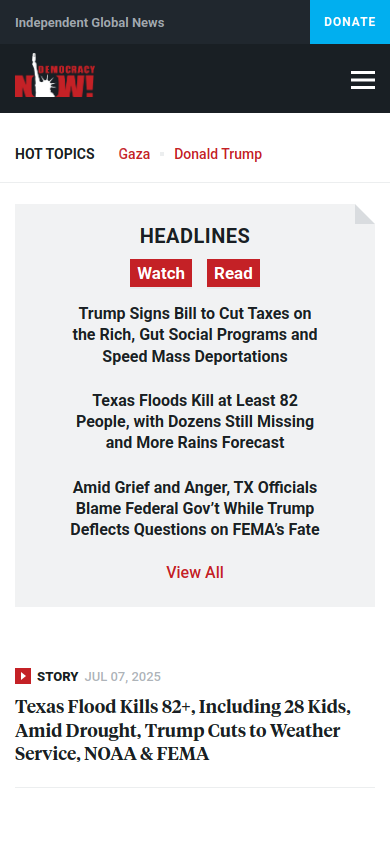 Independent Global News
DONATE
DEMOCRACY
NOW!
HOT TOPICS
Gaza
Donald Trump
HEADLINES
Watch
Read
Trump Signs Bill to Cut Taxes on
the Rich, Gut Social Programs and
Speed Mass Deportations
Texas Floods Kill at Least 82
People, with Dozens Still Missing
and More Rains Forecast
Amid Grief and Anger, TX Officials
Blame Federal Gov’t While Trump
Deflects Questions on FEMA’s Fate
View All
STORY JUL 07, 2025
Texas Flood Kills 82+, Including 28 Kids,
Amid Drought, Trump Cuts to Weather
Service, NOAA & FEMA